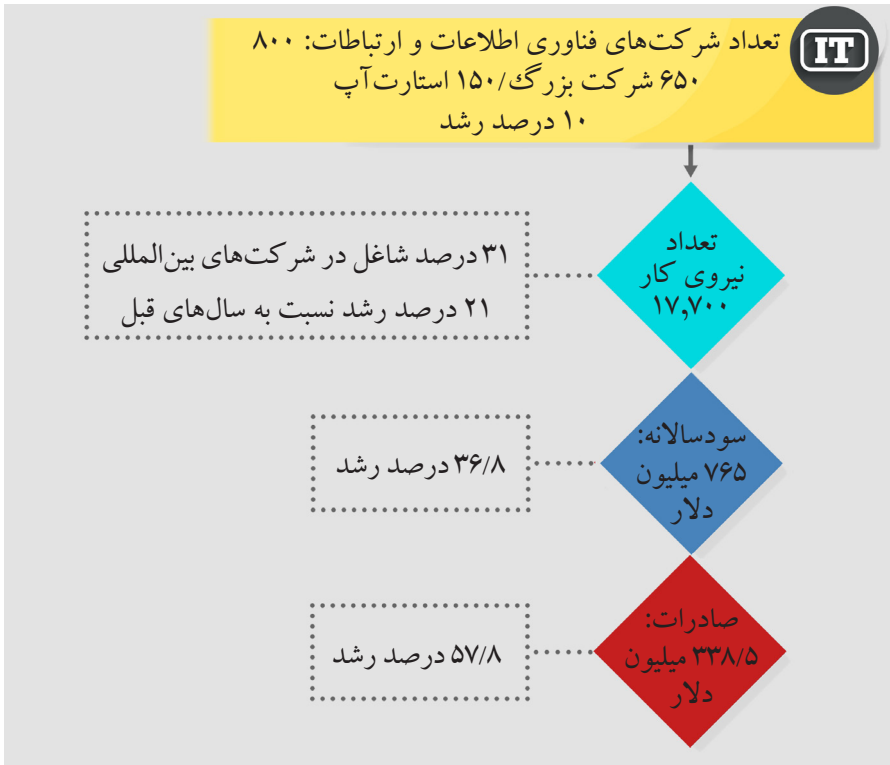 IT
تعداد شرکت‌های فناوری اطلاعات و ارتباطات: ۸۰۰
۶۵۰ شرکت بزرگ/۱۵۰ استارت‌آپ
۱۰ درصد رشد
تعداد
نیروی کار
۱۷,۷۰۰
۳۱ درصد شاغل در شرکت‌های بین‌المللی
۲۱ درصد رشد نسبت به سال‌های قبل
سودسالانه:
۷۶۵ میلیون
دلار
۳۶/۸ درصد رشد
صادرات:
۳۳۸/۵ میلیون
دلار
۵۷/۸ درصد رشد